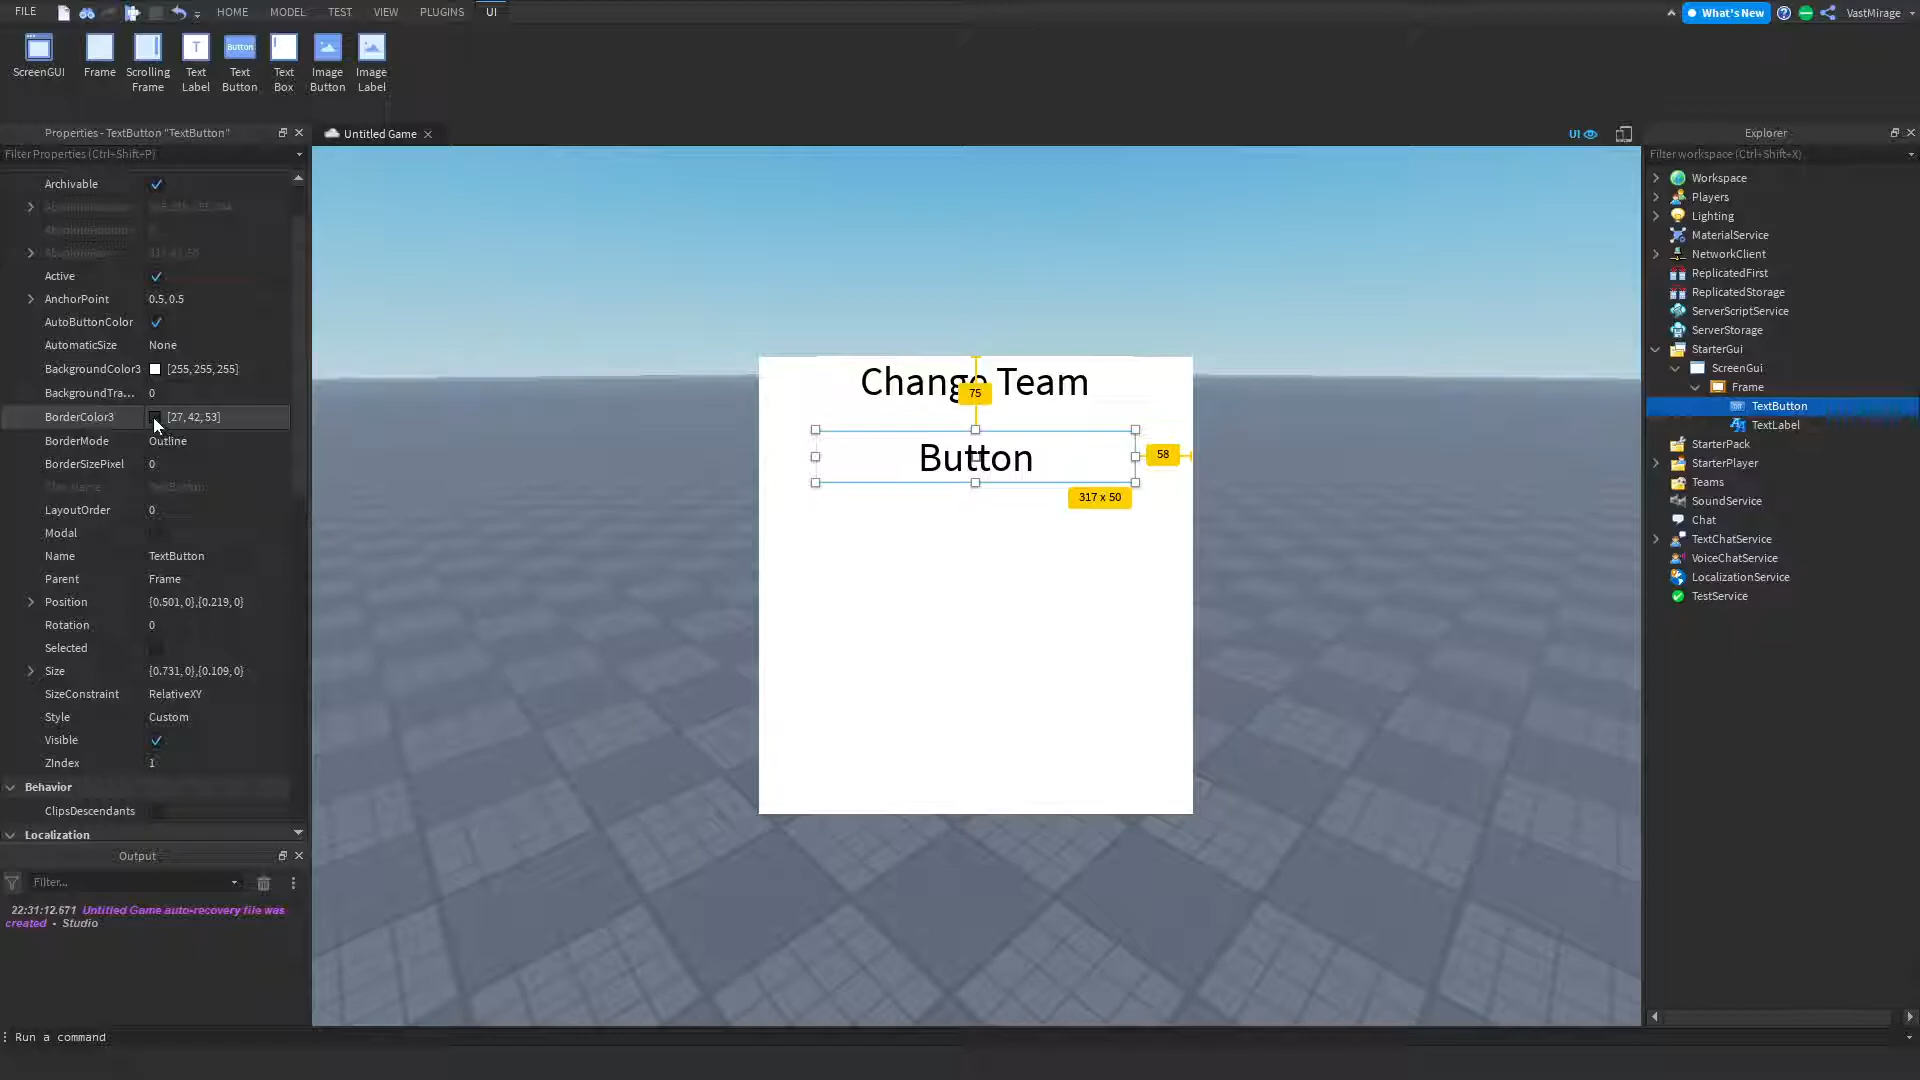 FILE HOME MODEL TEST VIEW PLUGINS UI What's New VastMirage
ScreenGUI Frame Scrolling Frame Text Label Button Text Button Text Box Image Button Image Label
Properties - TextButton "TextButton"
Filter Properties (Ctrl+Shift+P)
Archivable
Active
AnchorPoint 0.5, 0.5
AutoButtonColor
AutomaticSize None
BackgroundColor3 [255, 255, 255]
BackgroundTra... 0
BorderColor3 [27, 42, 53]
BorderMode Outline
BorderSizePixel 0
LayoutOrder 0
Modal
Name TextButton
Parent Frame
Position {0.501, 0},{0.219, 0}
Rotation 0
Selected
Size {0.731, 0},{0.109, 0}
SizeConstraint RelativeXY
Style Custom
Visible
ZIndex 1
Behavior
ClipsDescendants
Localization
Output
Filter...
22:31:12.671 Untitled Game auto-recovery file was
created - Studio
Run a command
Untitled Game
UI
Change Team
75
Button
58
317 x 50
Explorer
Filter workspace (Ctrl+Shift+X)
Workspace
Players
Lighting
MaterialService
NetworkClient
ReplicatedFirst
ReplicatedStorage
ServerScriptService
ServerStorage
StarterGui
ScreenGui
Frame
TextButton
TextLabel
StarterPack
StarterPlayer
Teams
SoundService
Chat
TextChatService
VoiceChatService
LocalizationService
TestService